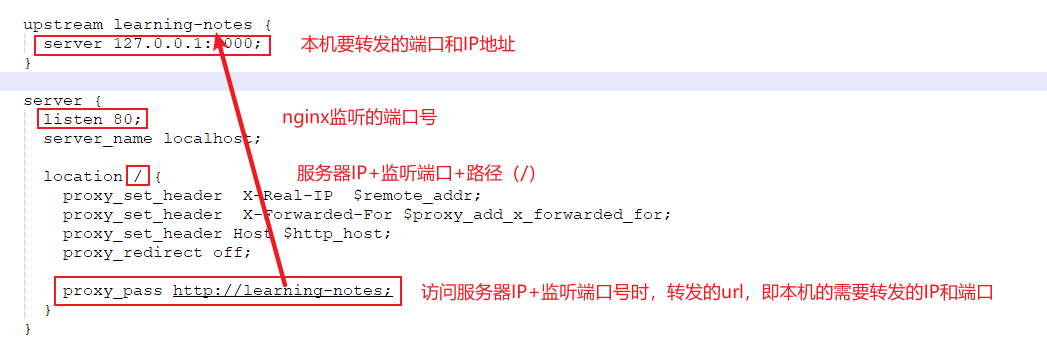 upstream learning-notes {
server 127.0.0.1: 000; 本机要转发的端口和IP地址
}
server {
listen 80; nginx监听的端口号
server_name localhost;
location / { 服务器IP+监听端口+路径（/）
proxy_set_header X-Real-IP $remote_addr;
proxy_set_header X-Forwarded-For $proxy_add_x_forwarded_for;
proxy_set_header Host $http_host;
proxy_redirect off;
proxy_pass http://learning-notes; 访问服务器IP+监听端口号时，转发的url，即本机的需要转发的IP和端口
}
}